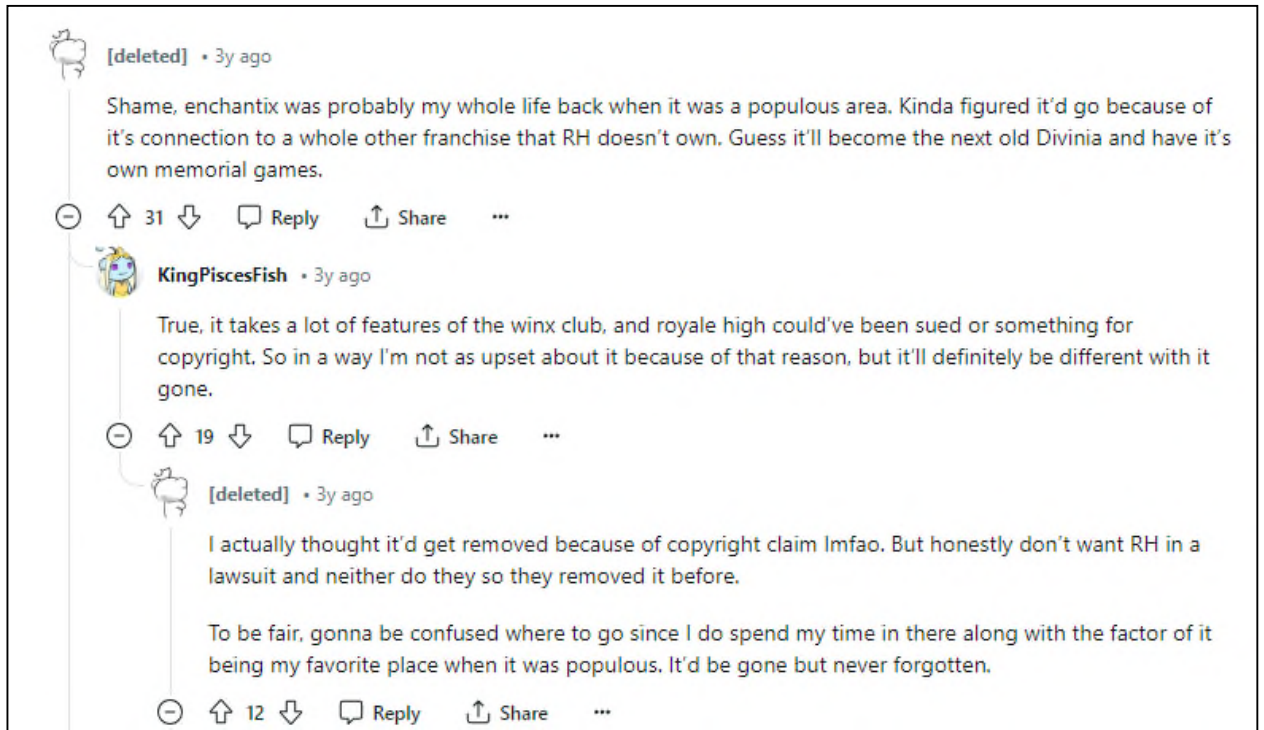 [deleted] • 3y ago
Shame, enchantix was probably my whole life back when it was a populous area. Kinda figured it'd go because of
it's connection to a whole other franchise that RH doesn't own. Guess it'll become the next old Divinia and have it's
own memorial games.
31 Reply Share ...
KingPiscesFish • 3y ago
True, it takes a lot of features of the winx club, and royale high could've been sued or something for
copyright. So in a way I'm not as upset about it because of that reason, but it'll definitely be different with it
gone.
19 Reply Share ...
[deleted] • 3y ago
I actually thought it'd get removed because of copyright claim lmfao. But honestly don't want RH in a
lawsuit and neither do they so they removed it before.
To be fair, gonna be confused where to go since I do spend my time in there along with the factor of it
being my favorite place when it was populous. It'd be gone but never forgotten.
12 Reply Share ...